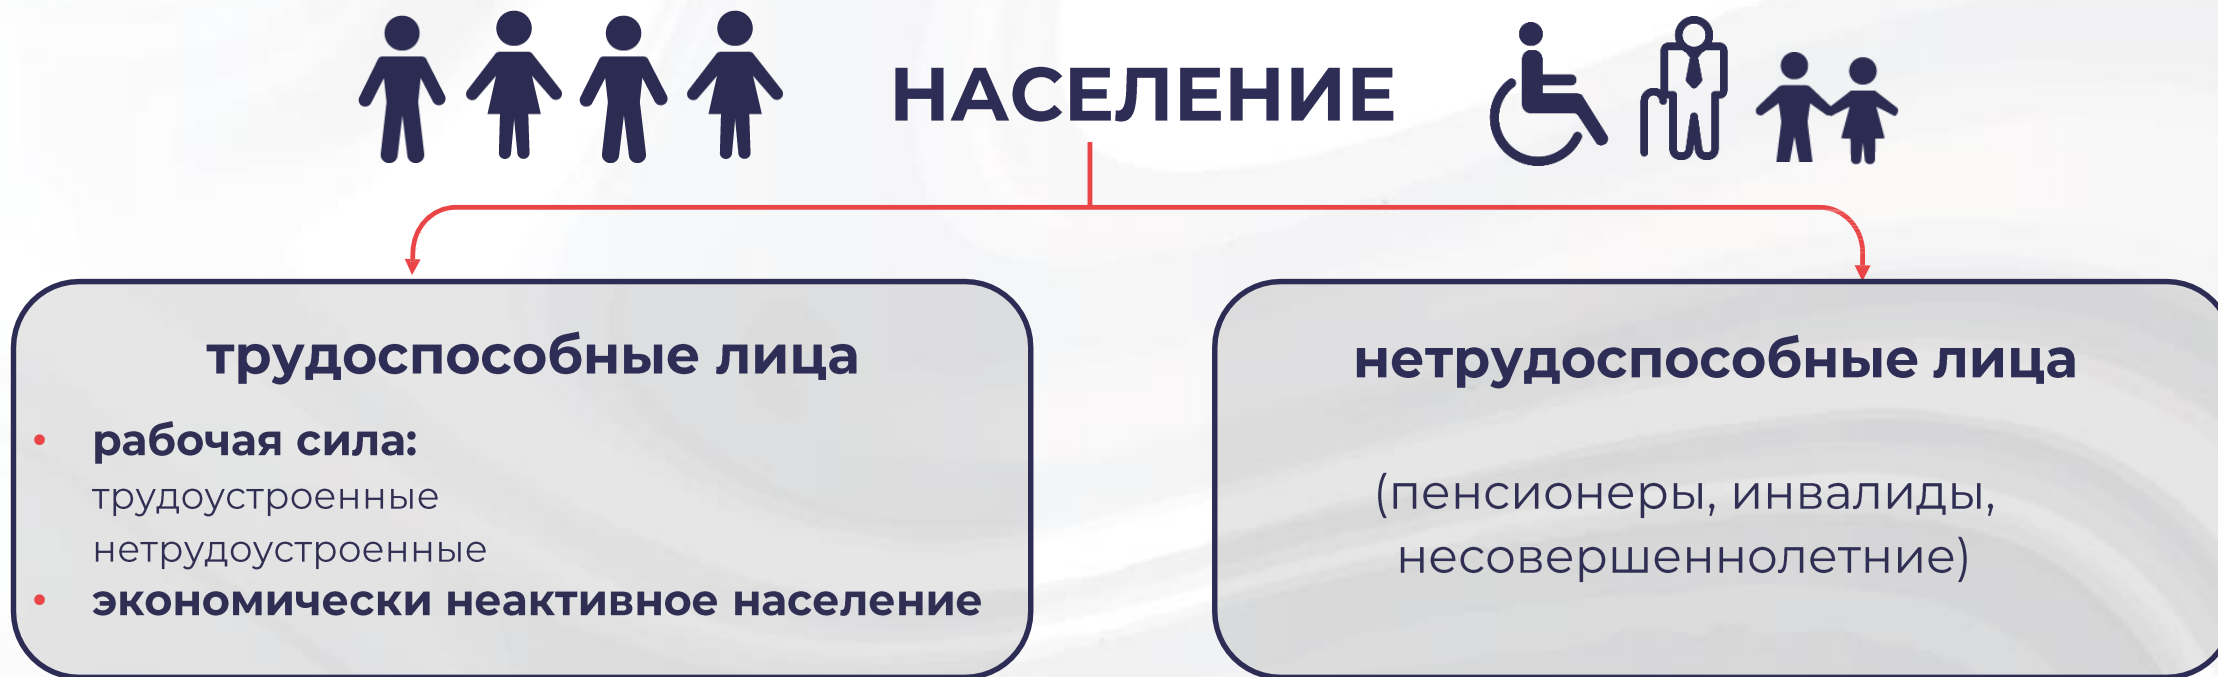 НАСЕЛЕНИЕ
трудоспособные лица
• рабочая сила:
трудоустроенные
нетрудоустроенные
• экономически неактивное население
нетрудоспособные лица
(пенсионеры, инвалиды,
несовершеннолетние)